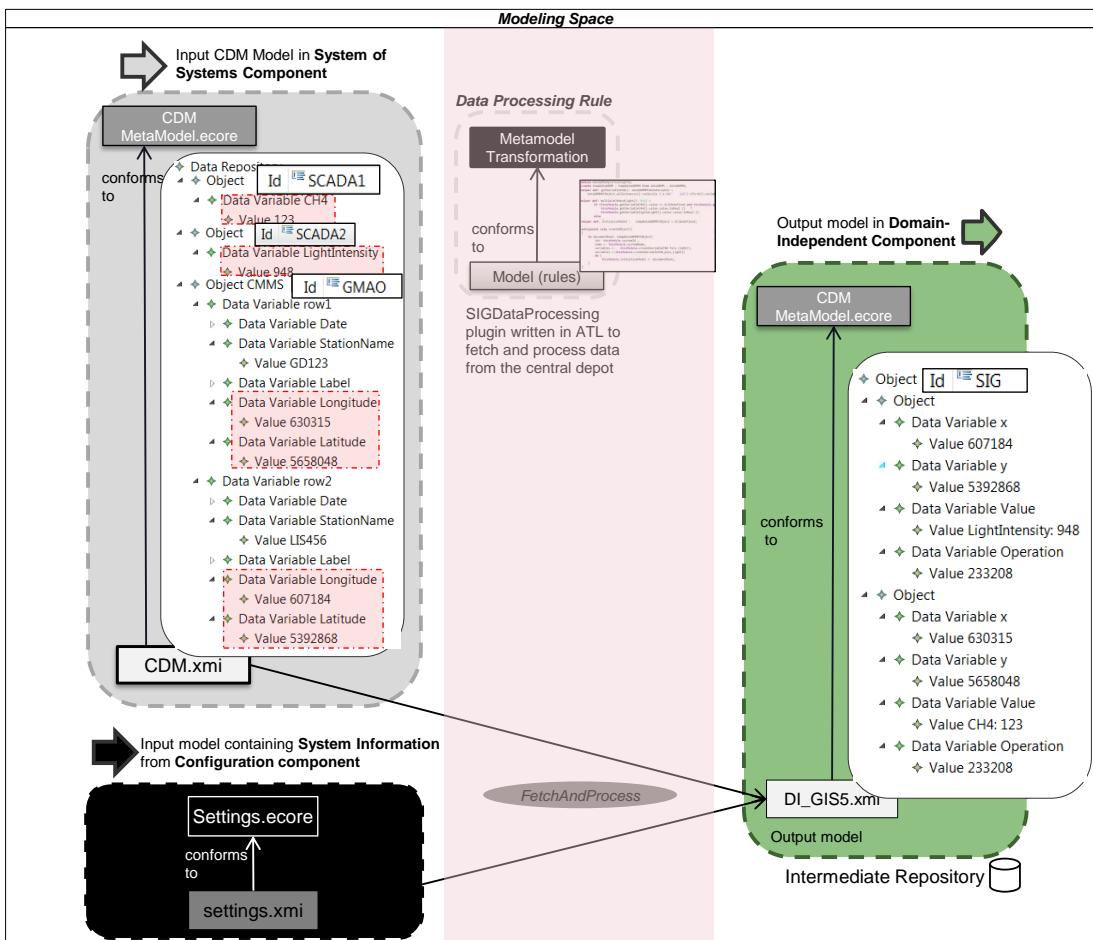 Modeling Space
Input CDM Model in System of
Systems Component
CDM
MetaModel.ecore
conforms
to
Data Repository
Object
Id SCADA1
Data Variable CH4
Value 123
Object
Id SCADA2
Data Variable LightIntensity
Value 948
Object CMMS
Id GMAO
Data Variable row1
Data Variable Date
Data Variable StationName
Value GD123
Data Variable Label
Data Variable Longitude
Value 630315
Data Variable Latitude
Value 5658048
Data Variable row2
Data Variable Date
Data Variable StationName
Value LIS456
Data Variable Label
Data Variable Longitude
Value 607184
Data Variable Latitude
Value 5392868
CDM.xmi
Input model containing System Information
from Configuration component
Settings.ecore
conforms
to
settings.xmi
Data Processing Rule
Metamodel
Transformation
conforms
to
Model (rules)
SIGDataProcessing
plugin written in ATL to
fetch and process data
from the central depot
FetchAndProcess
Output model in Domain-
Independent Component
CDM
MetaModel.ecore
conforms
to
Object
Id SIG
Object
Data Variable x
Value 607184
Data Variable y
Value 5392868
Data Variable Value
Value LightIntensity: 948
Data Variable Operation
Value 233208
Object
Data Variable x
Value 630315
Data Variable y
Value 5658048
Data Variable Value
Value CH4: 123
Data Variable Operation
Value 233208
DI_GIS5.xmi
Output model
Intermediate Repository